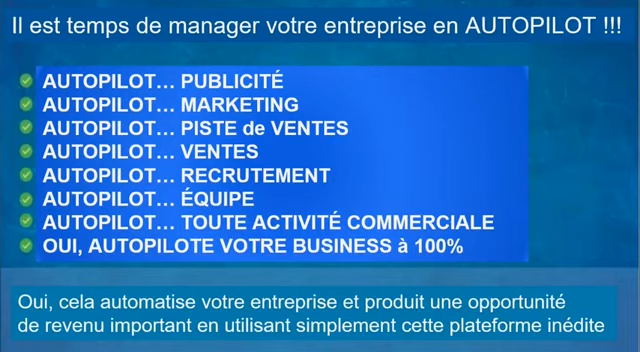 Il est temps de manager votre entreprise en AUTOPILOT !!!
AUTOPILOT... PUBLICITÉ
AUTOPILOT... MARKETING
AUTOPILOT... PISTE de VENTES
AUTOPILOT... VENTES
AUTOPILOT... RECRUTEMENT
AUTOPILOT... ÉQUIPE
AUTOPILOT... TOUTE ACTIVITÉ COMMERCIALE
OUI, AUTOPILOTE VOTRE BUSINESS à 100%
Oui, cela automatise votre entreprise et produit une opportunité
de revenu important en utilisant simplement cette plateforme inédite